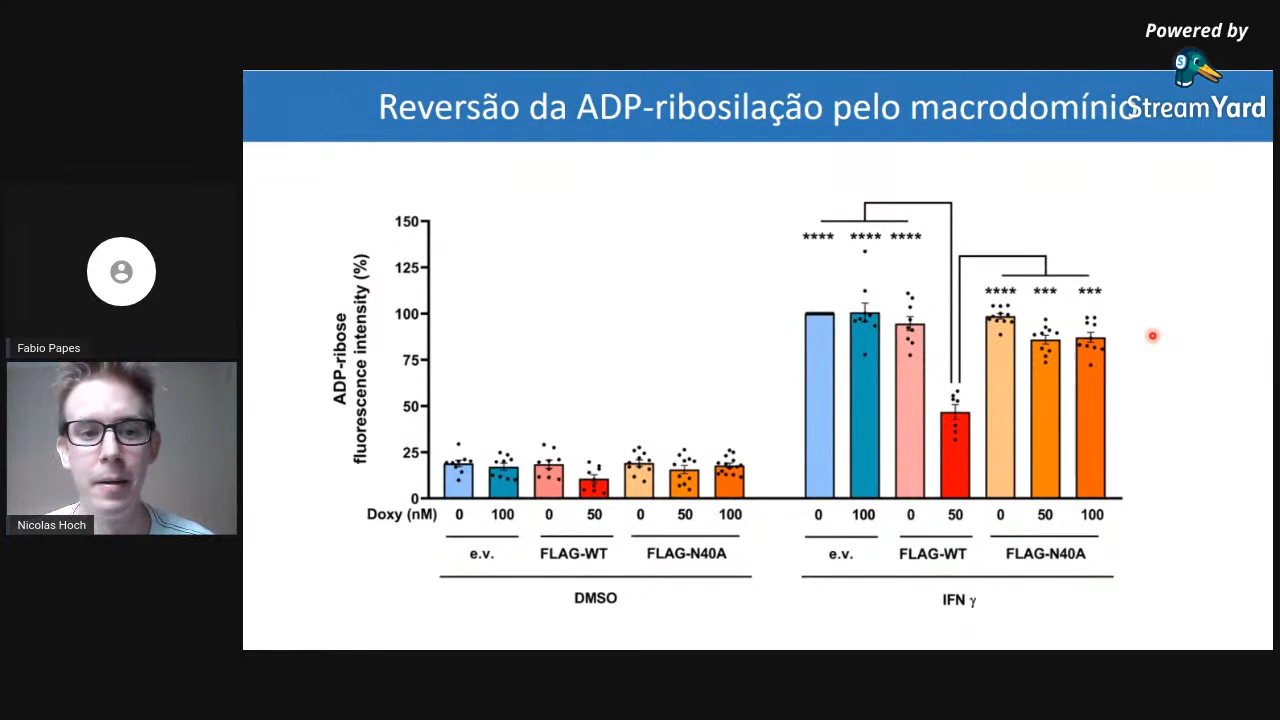 Powered by
StreamYard
Reversão da ADP-ribosilação pelo macrodomínio
Fabio Papes
Nicolas Hoch
ADP-ribose
fluorescence intensity (%)
150
125
100
75
50
25
0
**** **** ****
**** *** ***
Doxy (nM) 0 100 0 50 0 50 100 0 100 0 50 0 50 100
e.v. FLAG-WT FLAG-N40A e.v. FLAG-WT FLAG-N40A
DMSO IFN γ